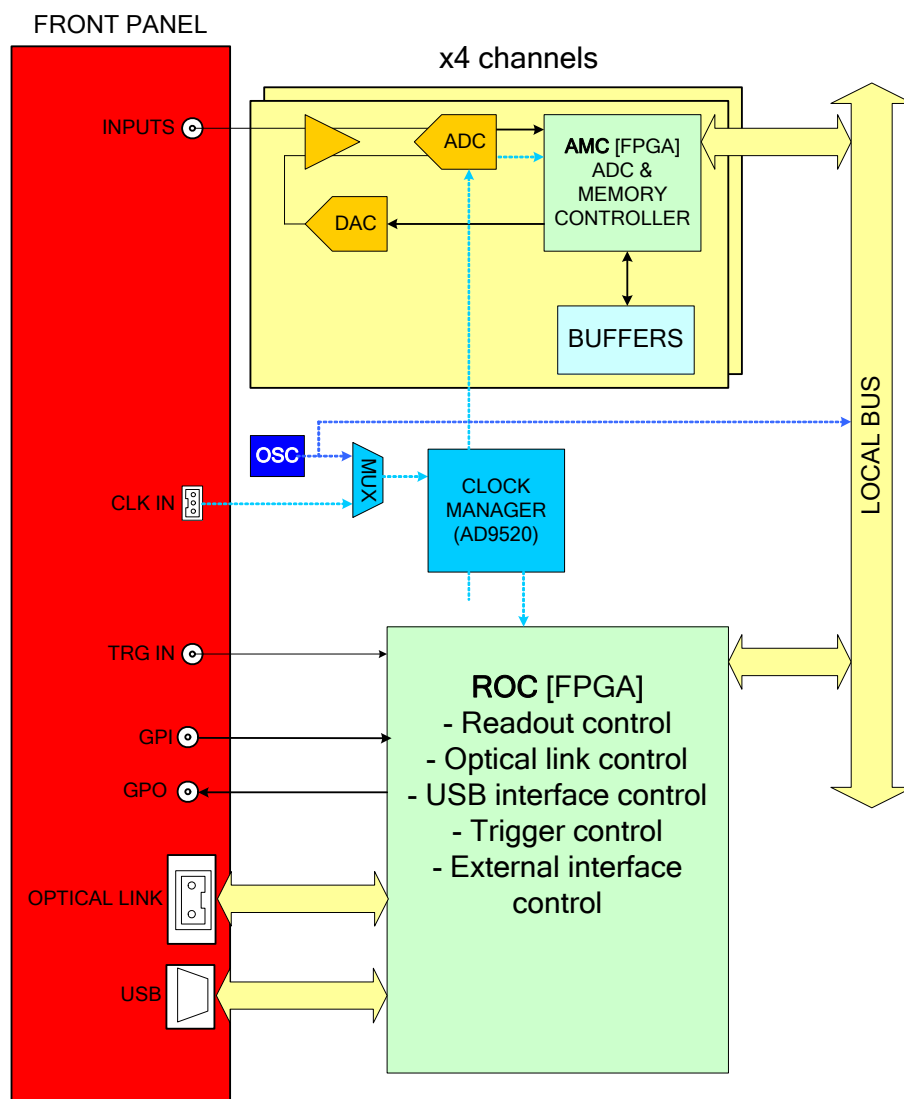 FRONT PANEL
x4 channels
INPUTS
ADC
AMC [FPGA]
ADC &
MEMORY
CONTROLLER
DAC
BUFFERS
LOCAL BUS
OSC
MUX
CLK IN
CLOCK
MANAGER
(AD9520)
TRG IN
ROC [FPGA]
- Readout control
- Optical link control
- USB interface control
- Trigger control
- External interface
control
GPI
GPO
OPTICAL LINK
USB